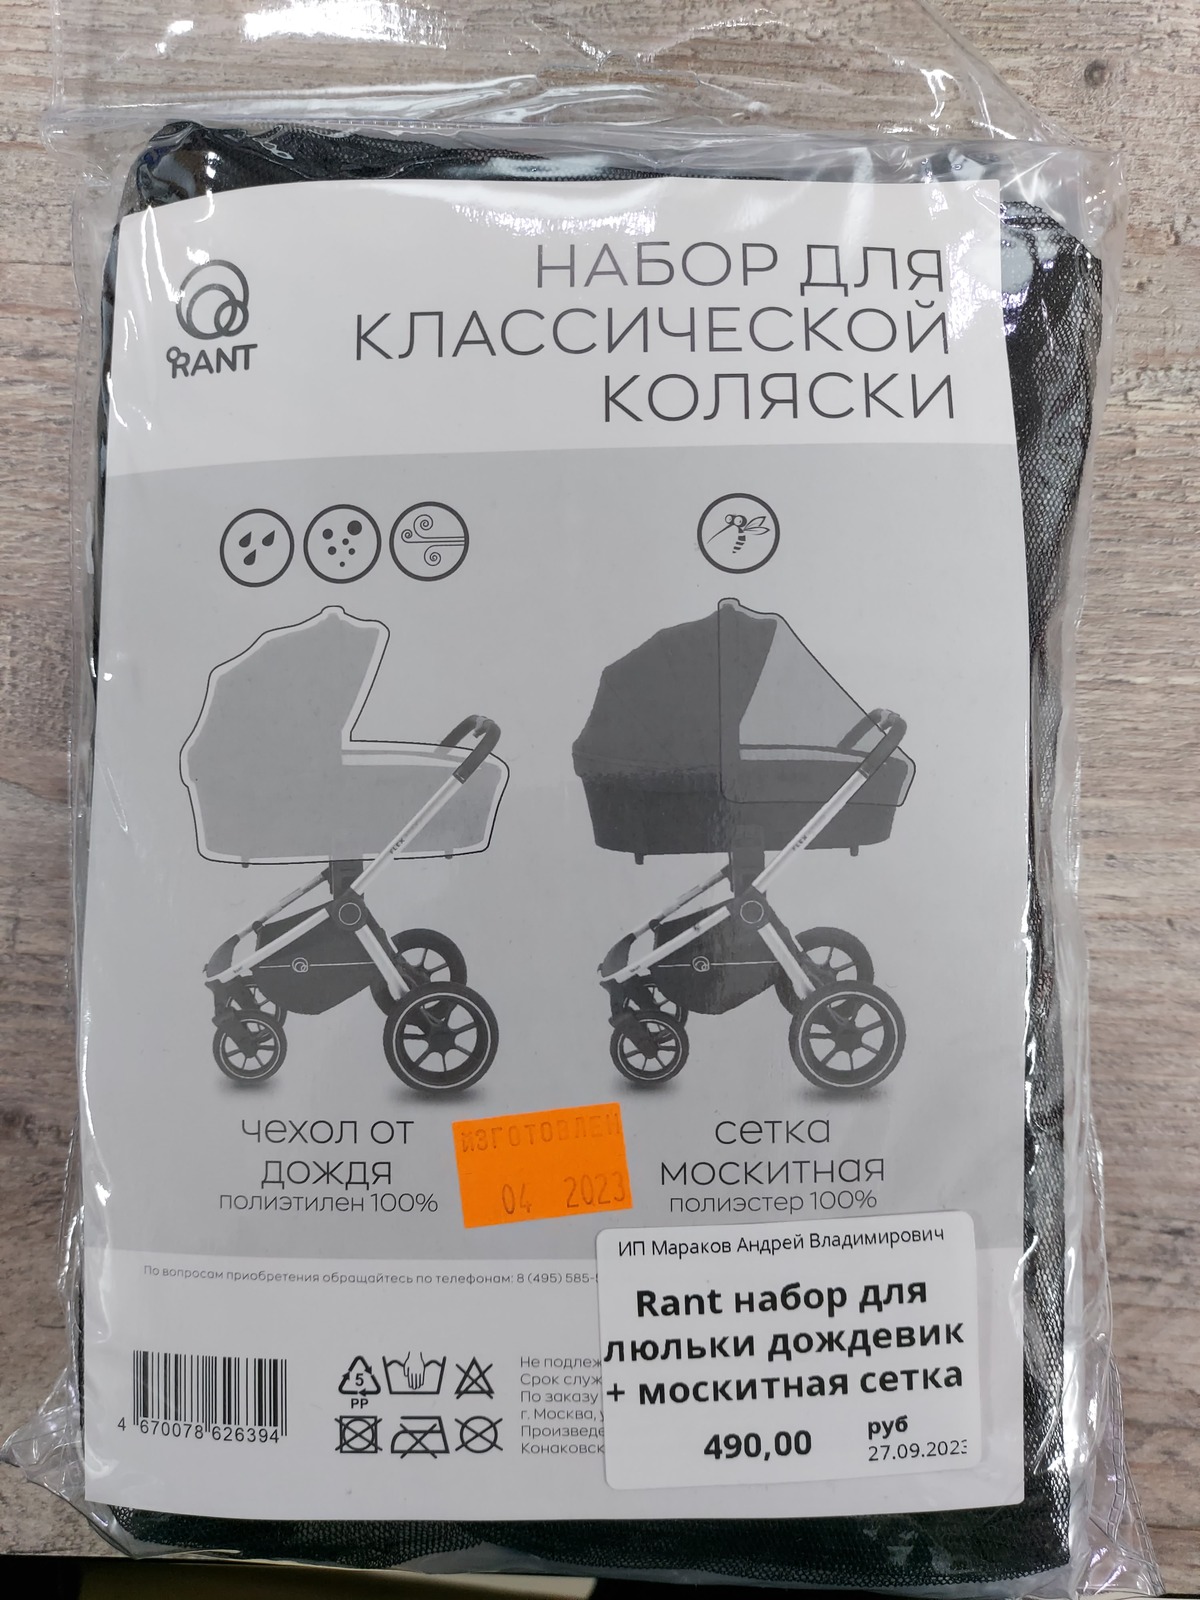 RANT
НАБОР ДЛЯ
КЛАССИЧЕСКОЙ
КОЛЯСКИ
FLEX
FLEX
чехол от
дождя
полиэтилен 100%
сетка
москитная
полиэстер 100%
ИЗГОТОВЛЕН
04 2023
По вопросам приобретения обращайтесь по телефонам: 8 (495) 585-
4 670078 626394
5
PP
Не подлеж
Срок служ
По заказу
г. Москва,
Произведе
Конаковск
ИП Мараков Андрей Владимирович
Rant набор для
люльки дождевик
+ москитная сетка
490,00 руб
27.09.2023